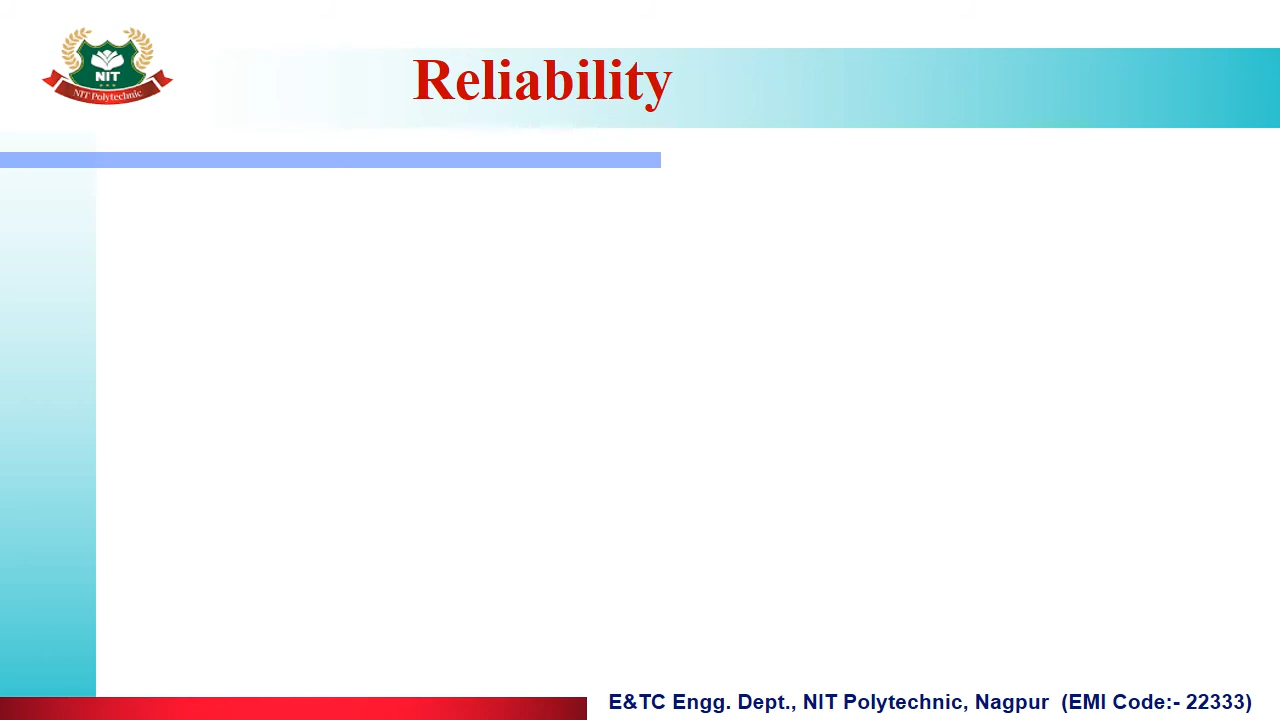 NIT
NIT Polytechnic
Reliability
E&TC Engg. Dept., NIT Polytechnic, Nagpur (EMI Code:- 22333)